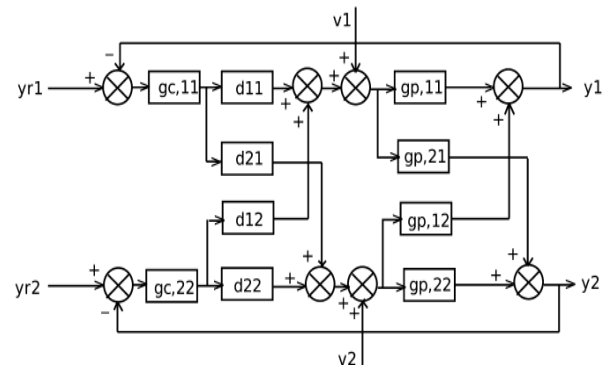 v1
− + +
yr1 + gc,11 d11 + + gp,11 + y1
+ +
d21 gp,21
d12 gp,12
+ +
yr2 + gc,22 d22 + + gp,22 + y2
− +
v2